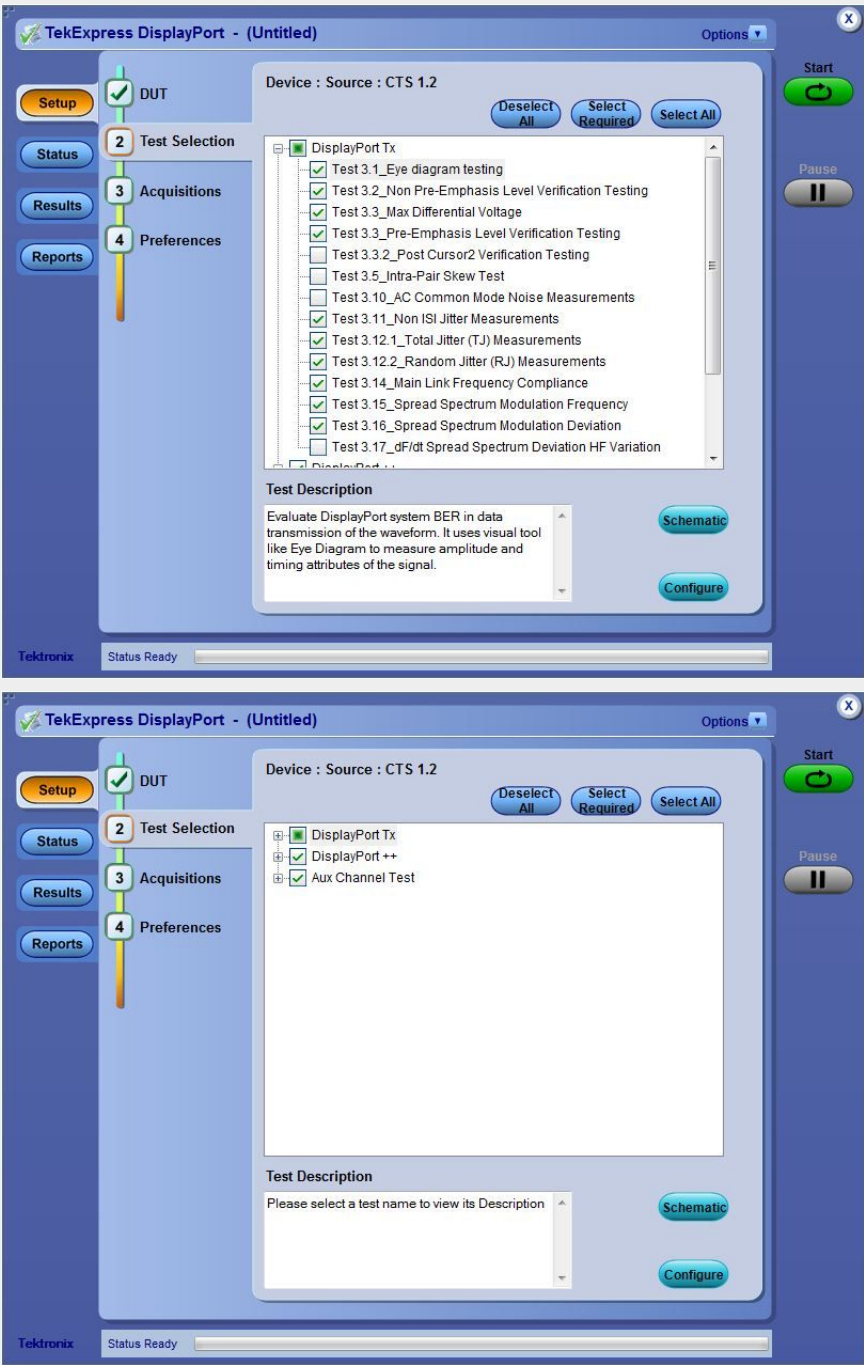 TekExpress DisplayPort - (Untitled)
Options
X
Setup
Status
Results
Reports
DUT
2 Test Selection
3 Acquisitions
4 Preferences
Device : Source : CTS 1.2
Deselect All
Select Required
Select All
DisplayPort Tx
Test 3.1_Eye diagram testing
Test 3.2_Non Pre-Emphasis Level Verification Testing
Test 3.3_Max Differential Voltage
Test 3.3_Pre-Emphasis Level Verification Testing
Test 3.3.2_Post Cursor2 Verification Testing
Test 3.5_Intra-Pair Skew Test
Test 3.10_AC Common Mode Noise Measurements
Test 3.11_Non ISI Jitter Measurements
Test 3.12.1_Total Jitter (TJ) Measurements
Test 3.12.2_Random Jitter (RJ) Measurements
Test 3.14_Main Link Frequency Compliance
Test 3.15_Spread Spectrum Modulation Frequency
Test 3.16_Spread Spectrum Modulation Deviation
Test 3.17_dF/dt Spread Spectrum Deviation HF Variation
DisplayPort ++
Test Description
Evaluate DisplayPort system BER in data
transmission of the waveform. It uses visual tool
like Eye Diagram to measure amplitude and
timing attributes of the signal.
Schematic
Configure
Start
Pause
Tektronix
Status Ready
TekExpress DisplayPort - (Untitled)
Options
X
Setup
Status
Results
Reports
DUT
2 Test Selection
3 Acquisitions
4 Preferences
Device : Source : CTS 1.2
Deselect All
Select Required
Select All
DisplayPort Tx
DisplayPort ++
Aux Channel Test
Test Description
Please select a test name to view its Description
Schematic
Configure
Start
Pause
Tektronix
Status Ready